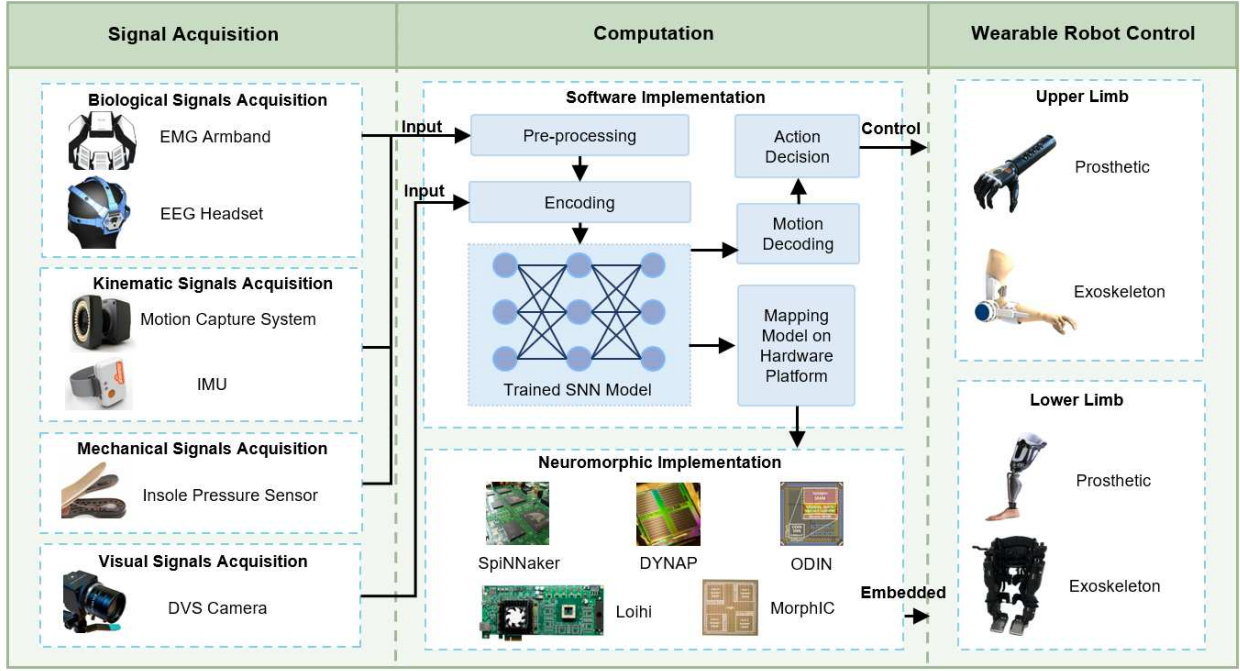 Signal Acquisition
Computation
Wearable Robot Control
Biological Signals Acquisition
EMG Armband
EEG Headset
Kinematic Signals Acquisition
Motion Capture System
IMU
Mechanical Signals Acquisition
Insole Pressure Sensor
Visual Signals Acquisition
DVS Camera
Input
Input
Software Implementation
Pre-processing
Encoding
Trained SNN Model
Action
Decision
Motion
Decoding
Mapping
Model on
Hardware
Platform
Control
Neuromorphic Implementation
SpiNNaker
DYNAP
ODIN
Loihi
MorphIC
Embedded
Upper Limb
Prosthetic
Exoskeleton
Lower Limb
Prosthetic
Exoskeleton